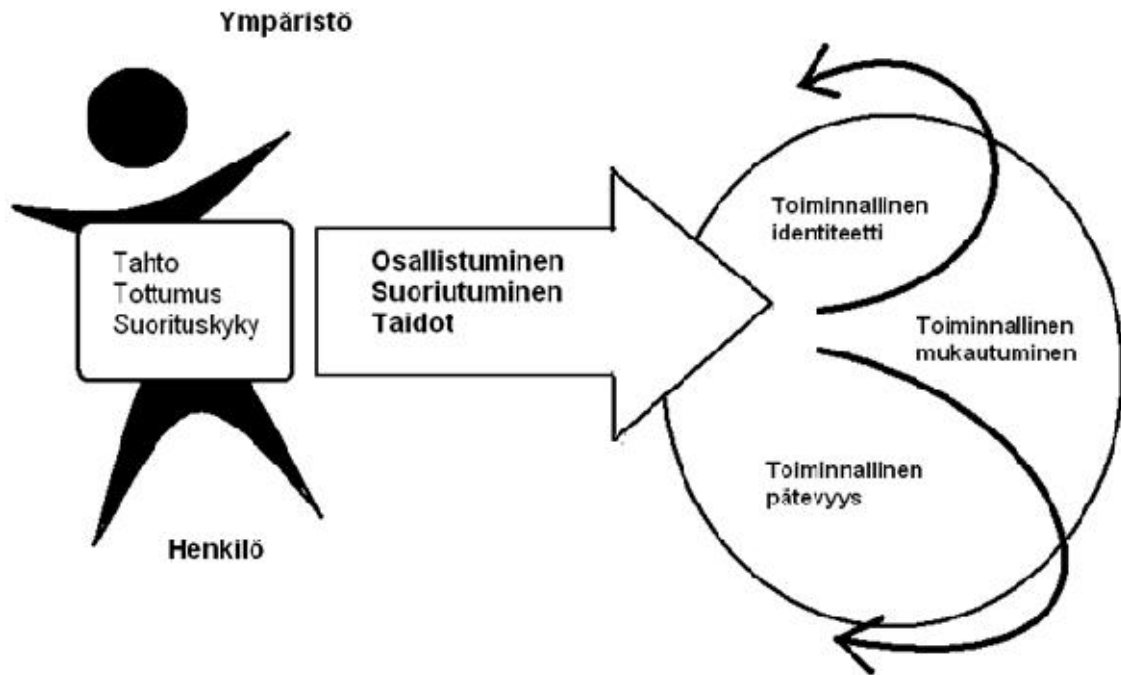 Ympäristö
Tahto
Tottumus
Suorituskyky
Osallistuminen
Suoriutuminen
Taidot
Toiminnallinen
identiteetti
Toiminnallinen
mukautuminen
Toiminnallinen
pätevyys
Henkilö